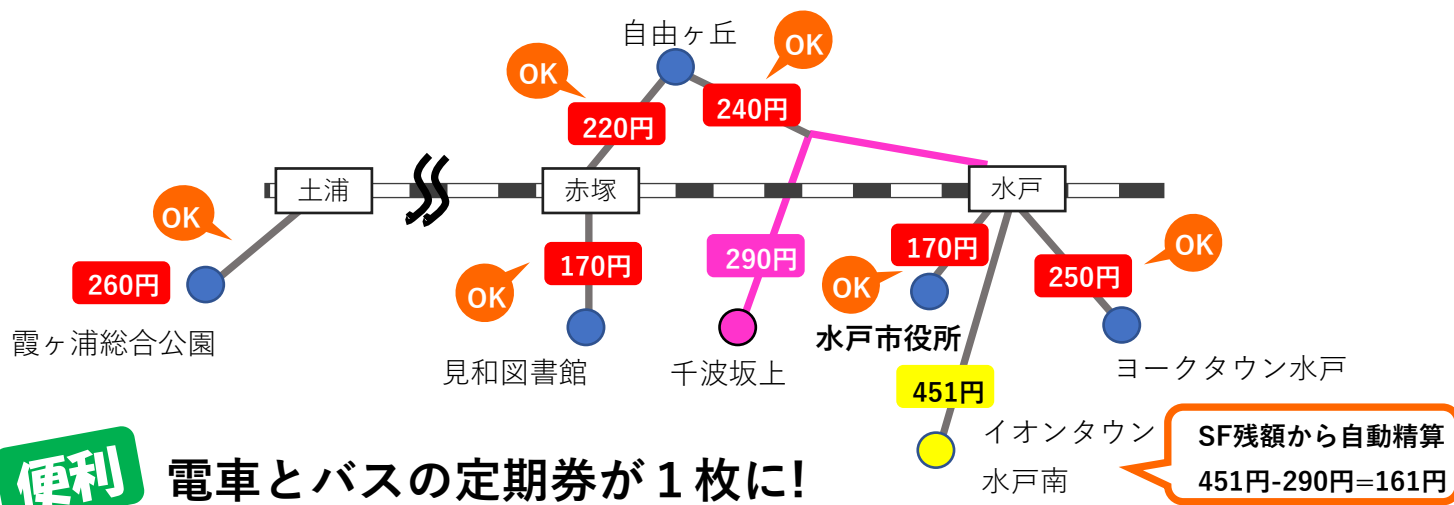 自由ヶ丘
OK
OK
220円
240円
土浦
赤塚
水戸
OK
260円
霞ヶ浦総合公園
OK
170円
見和図書館
290円
千波坂上
170円
OK
水戸市役所
OK
250円
ヨークタウン水戸
451円
イオンタウン
水戸南
SF残額から自動精算
451円-290円=161円
便利
電車とバスの定期券が1枚に!